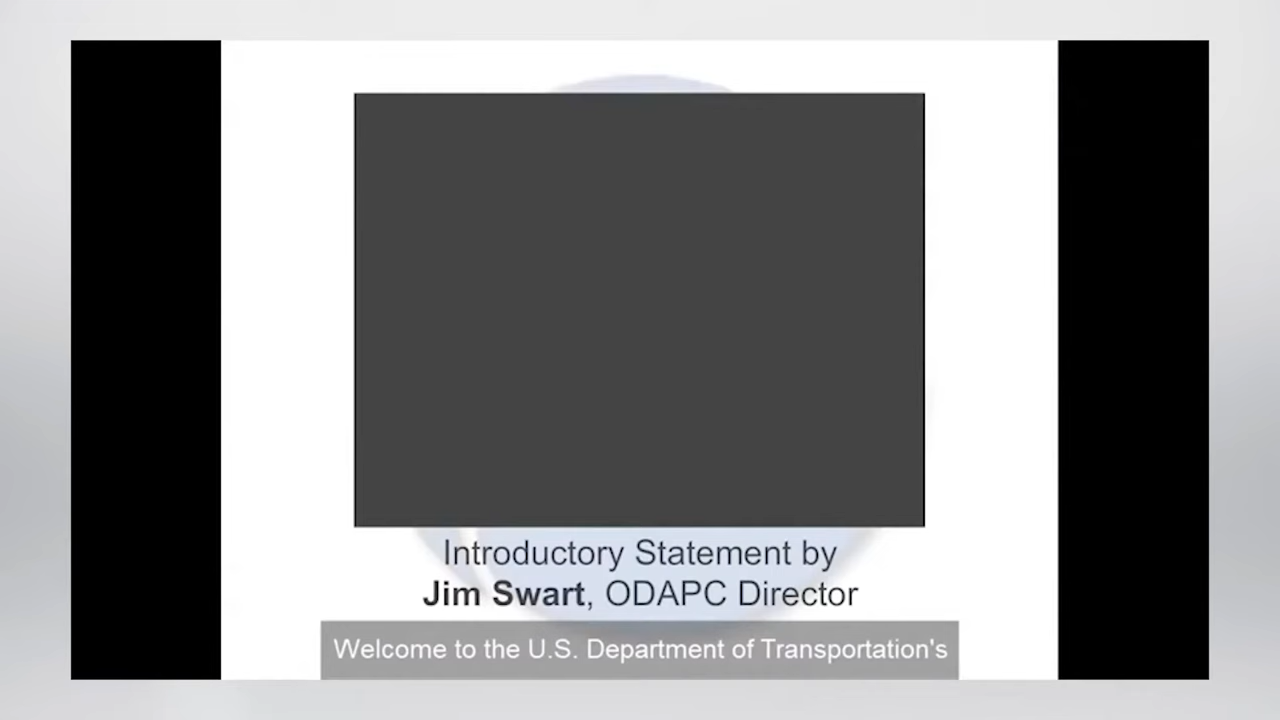 Introductory Statement by
Jim Swart, ODAPC Director
Welcome to the U.S. Department of Transportation's